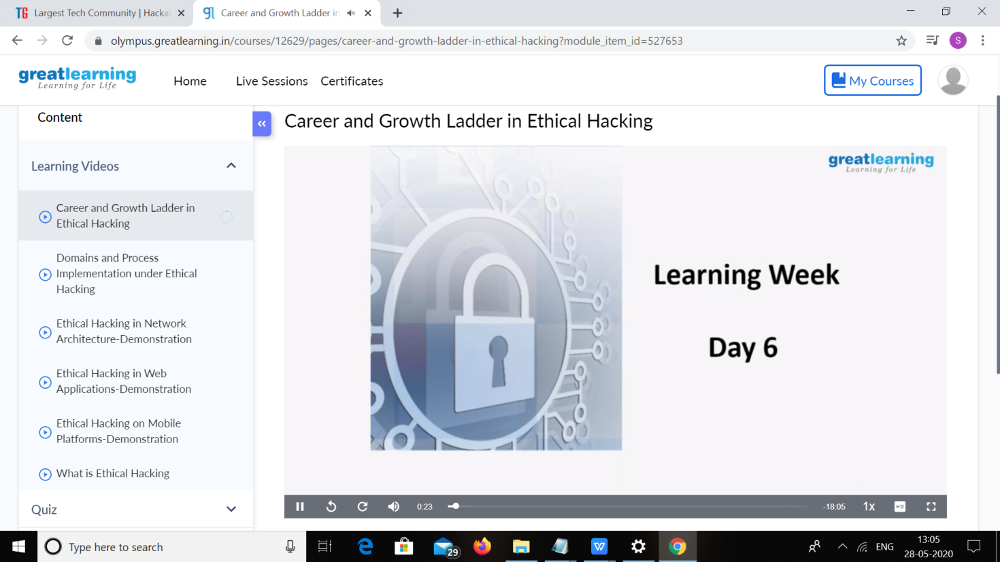 Largest Tech Community | Hacka
Career and Growth Ladder in
olympus.greatlearning.in/courses/12629/pages/career-and-growth-ladder-in-ethical-hacking?module_item_id=527653
S
greatlearning
Learning for Life
Home
Live Sessions
Certificates
My Courses
Content
Career and Growth Ladder in Ethical Hacking
Learning Videos
Career and Growth Ladder in
Ethical Hacking
Domains and Process
Implementation under Ethical
Hacking
Ethical Hacking in Network
Architecture-Demonstration
Ethical Hacking in Web
Applications-Demonstration
Ethical Hacking on Mobile
Platforms-Demonstration
What is Ethical Hacking
Quiz
greatlearning
Learning for Life
Learning Week
Day 6
0:23
-18:05
1x
HD
Type here to search
29
W
ENG
13:05
28-05-2020